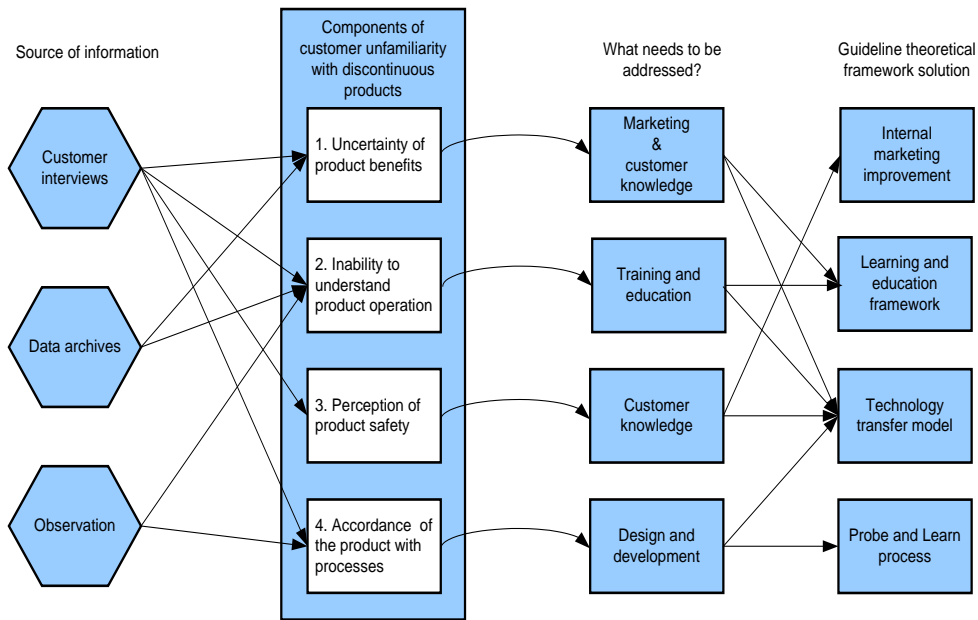 Source of information
Components of
customer unfamiliarity
with discontinuous
products
What needs to be
addressed?
Guideline theoretical
framework solution
Customer
interviews
Data archives
Observation
1. Uncertainty of
product benefits
2. Inability to
understand
product operation
3. Perception of
product safety
4. Accordance of
the product with
processes
Marketing
&
customer
knowledge
Training and
education
Customer
knowledge
Design and
development
Internal
marketing
improvement
Learning and
education
framework
Technology
transfer model
Probe and Learn
process